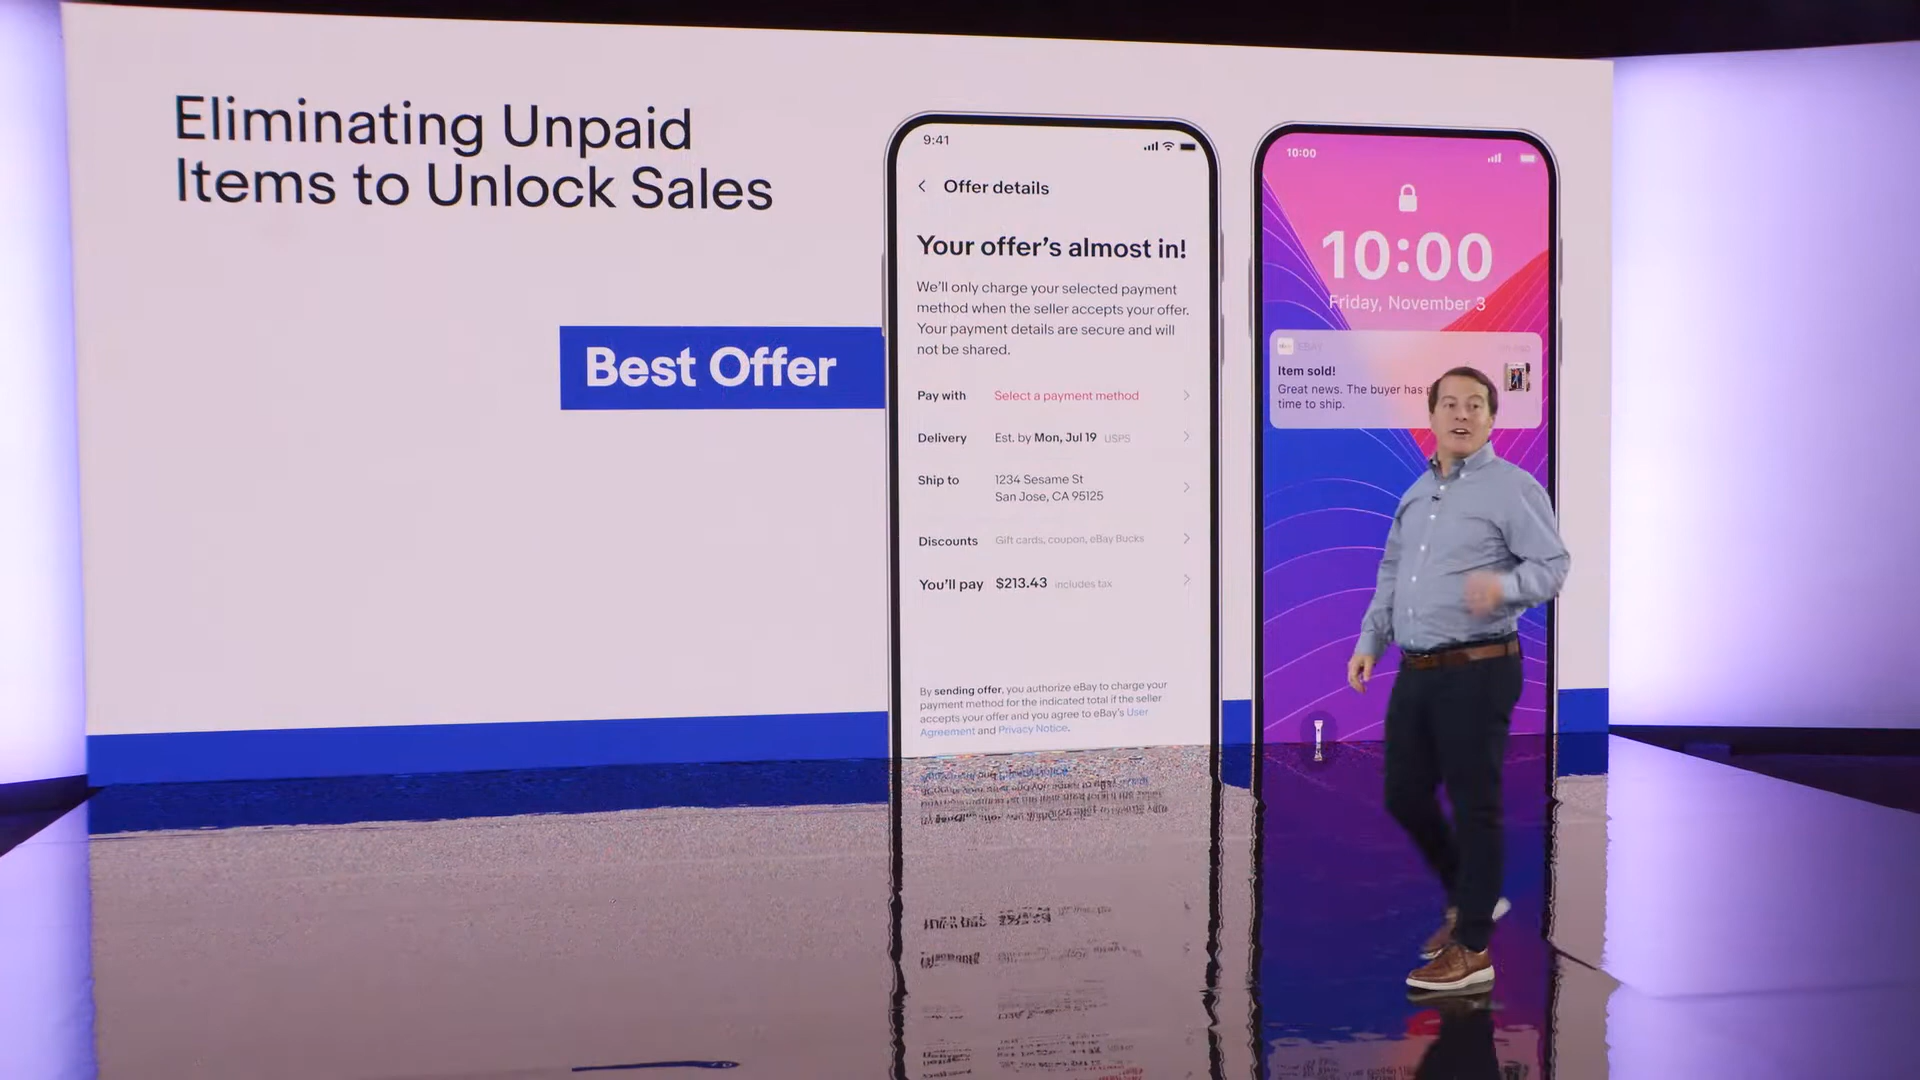 Eliminating Unpaid
Items to Unlock Sales
Best Offer
9:41
Offer details
Your offer's almost in!
We'll only charge your selected payment
method when the seller accepts your offer.
Your payment details are secure and will
not be shared.
Pay with Select a payment method
Delivery Est. by Mon, Jul 19 USPS
Ship to 1234 Sesame St
San Jose, CA 95125
Discounts Gift cards, coupon, eBay Bucks
You'll pay $213.43 includes tax
By sending offer, you authorize eBay to charge your
payment method for the indicated total if the seller
accepts your offer and you agree to eBay's User
Agreement and Privacy Notice.
10:00
10:00
Friday, November 3
EBAY
Item sold!
Great news. The buyer has
time to ship.